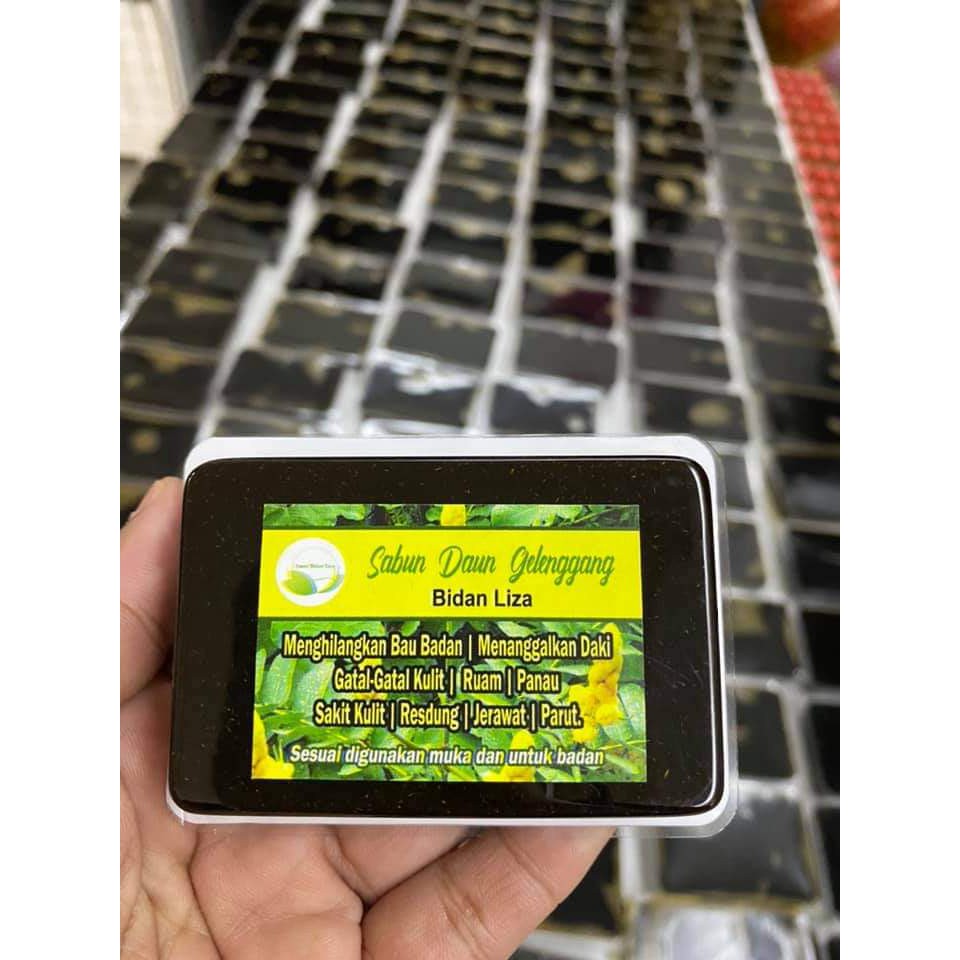 Sabun Daun Gelenggang
Bidan Liza
Menghilangkan Bau Badan | Menanggalkan Daki
Gatal-Gatal Kulit | Ruam | Panau
Sakit Kulit | Resdung | Jerawat | Parut.
Sesuai digunakan muka dan untuk badan